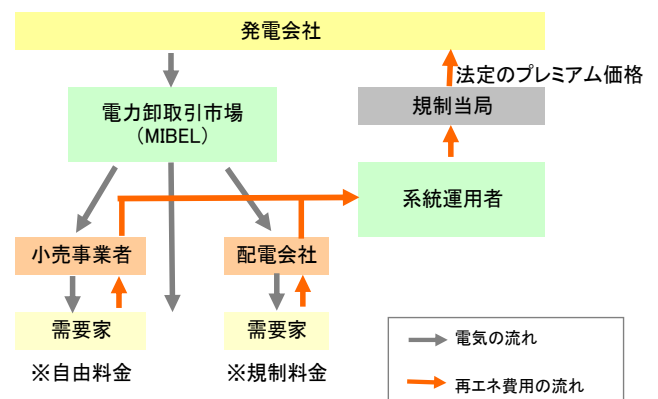 発電会社
法定のプレミアム価格
電力卸取引市場
（MIBEL）
規制当局
系統運用者
小売事業者
配電会社
需要家
需要家
※自由料金
※規制料金
電気の流れ
再エネ費用の流れ